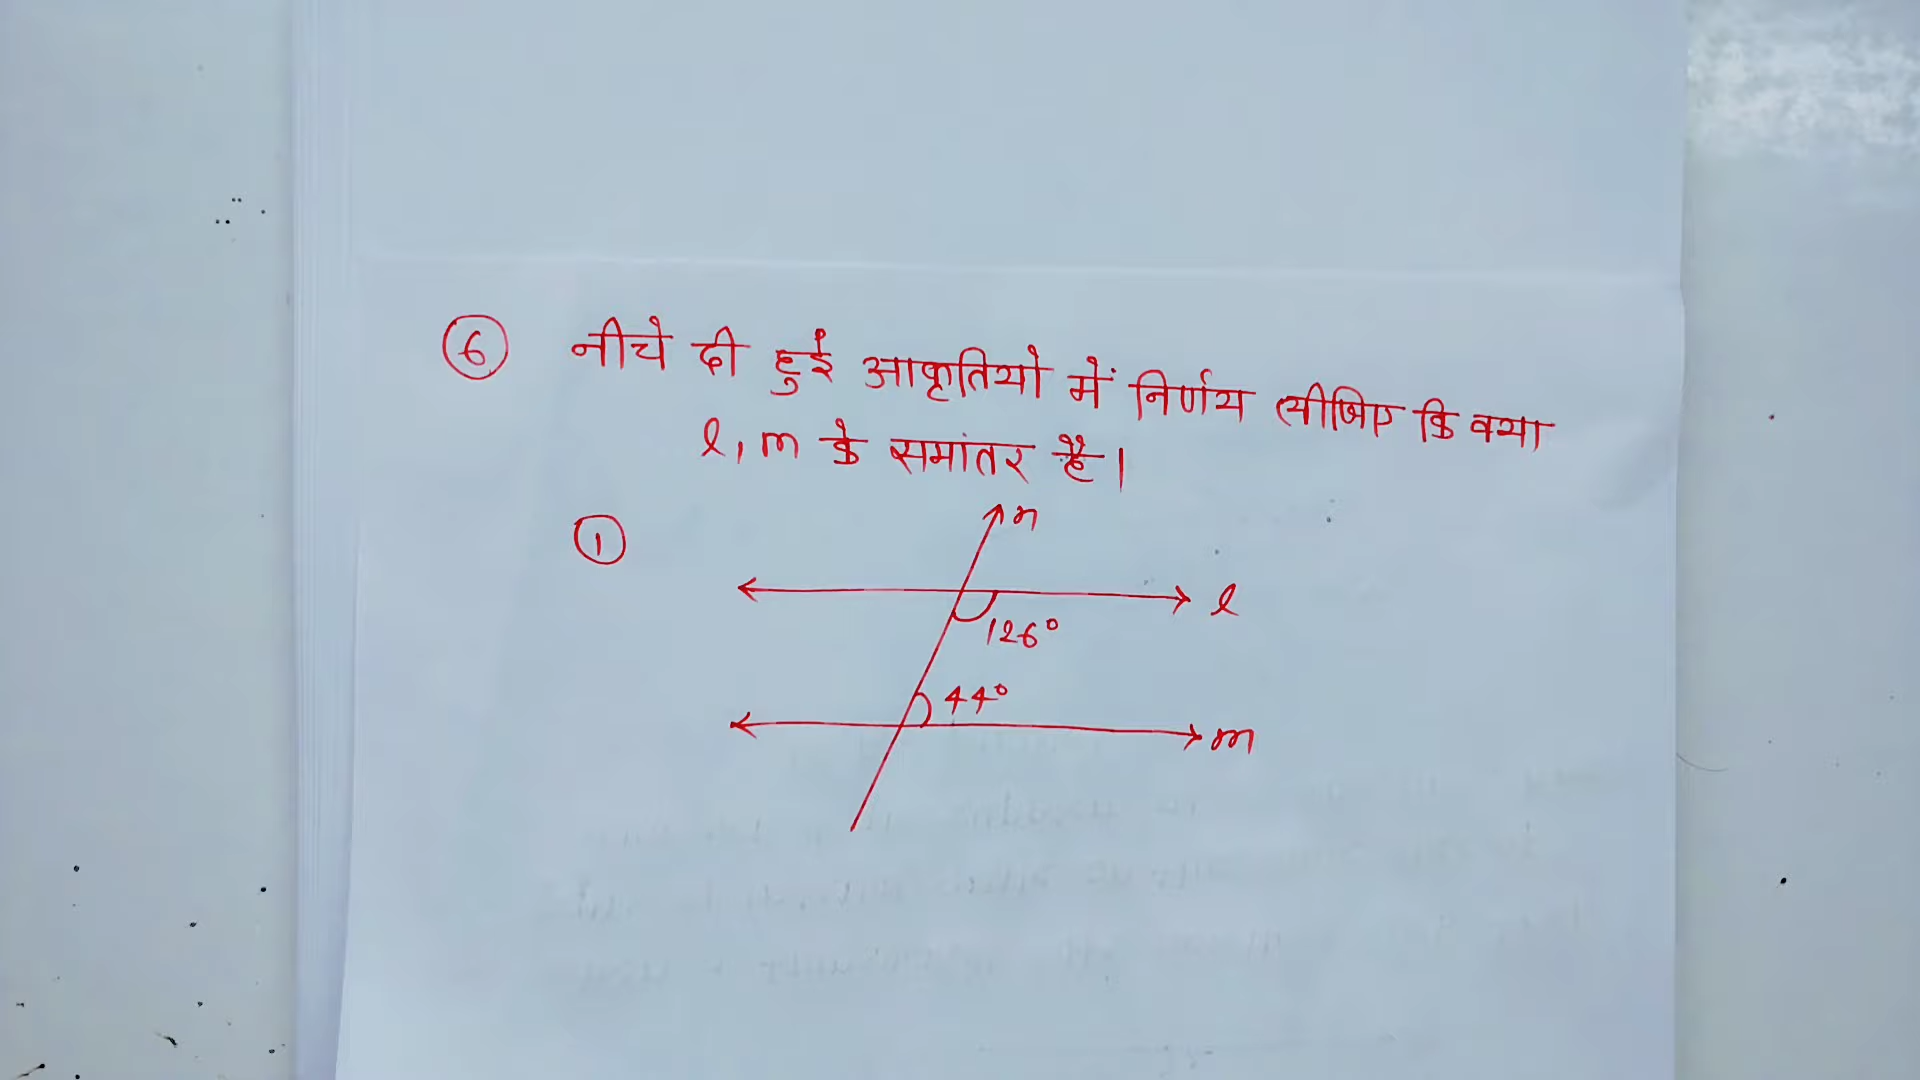 6 नीचे दी हुई आकृतियो में निर्णय लीजिए कि क्या
l, m के समांतर है।
1
n
l
126°
44°
m